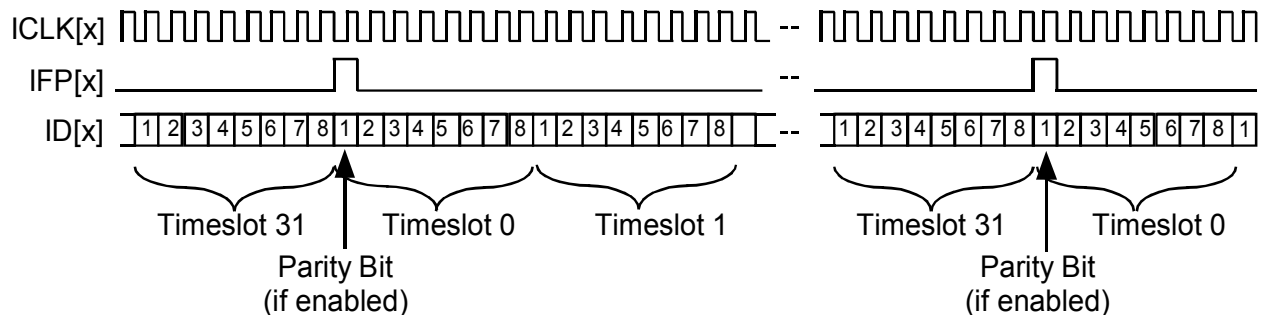 ICLK[x] --
IFP[x] --
ID[x] 1 2 3 4 5 6 7 8 1 2 3 4 5 6 7 8 1 2 3 4 5 6 7 8 -- 1 2 3 4 5 6 7 8 1 2 3 4 5 6 7 8 1
Timeslot 31 Timeslot 0 Timeslot 1 Timeslot 31 Timeslot 0
Parity Bit Parity Bit
(if enabled) (if enabled)